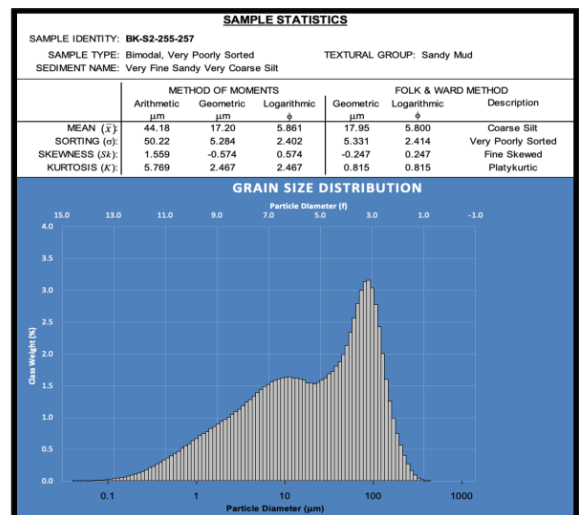 SAMPLE STATISTICS
SAMPLE IDENTITY: BK-S2-255-257
SAMPLE TYPE: Bimodal, Very Poorly Sorted TEXTURAL GROUP: Sandy Mud
SEDIMENT NAME: Very Fine Sandy Very Coarse Silt
METHOD OF MOMENTS FOLK & WARD METHOD
Arithmetic Geometric Logarithmic Geometric Logarithmic Description
μm μm ϕ μm ϕ
MEAN (x̄): 44.18 17.20 5.861 17.95 5.800 Coarse Silt
SORTING (σ): 50.22 5.284 2.402 5.331 2.414 Very Poorly Sorted
SKEWNESS (Sk): 1.559 -0.574 0.574 -0.247 0.247 Fine Skewed
KURTOSIS (K): 5.769 2.467 2.467 0.815 0.815 Platykurtic
GRAIN SIZE DISTRIBUTION
Particle Diameter (f)
15.0 13.0 11.0 9.0 7.0 5.0 3.0 1.0 -1.0
4.0
3.5
3.0
2.5
2.0
1.5
1.0
0.5
0.0
Class Weight (%)
0.1 1 10 100 1000
Particle Diameter (μm)